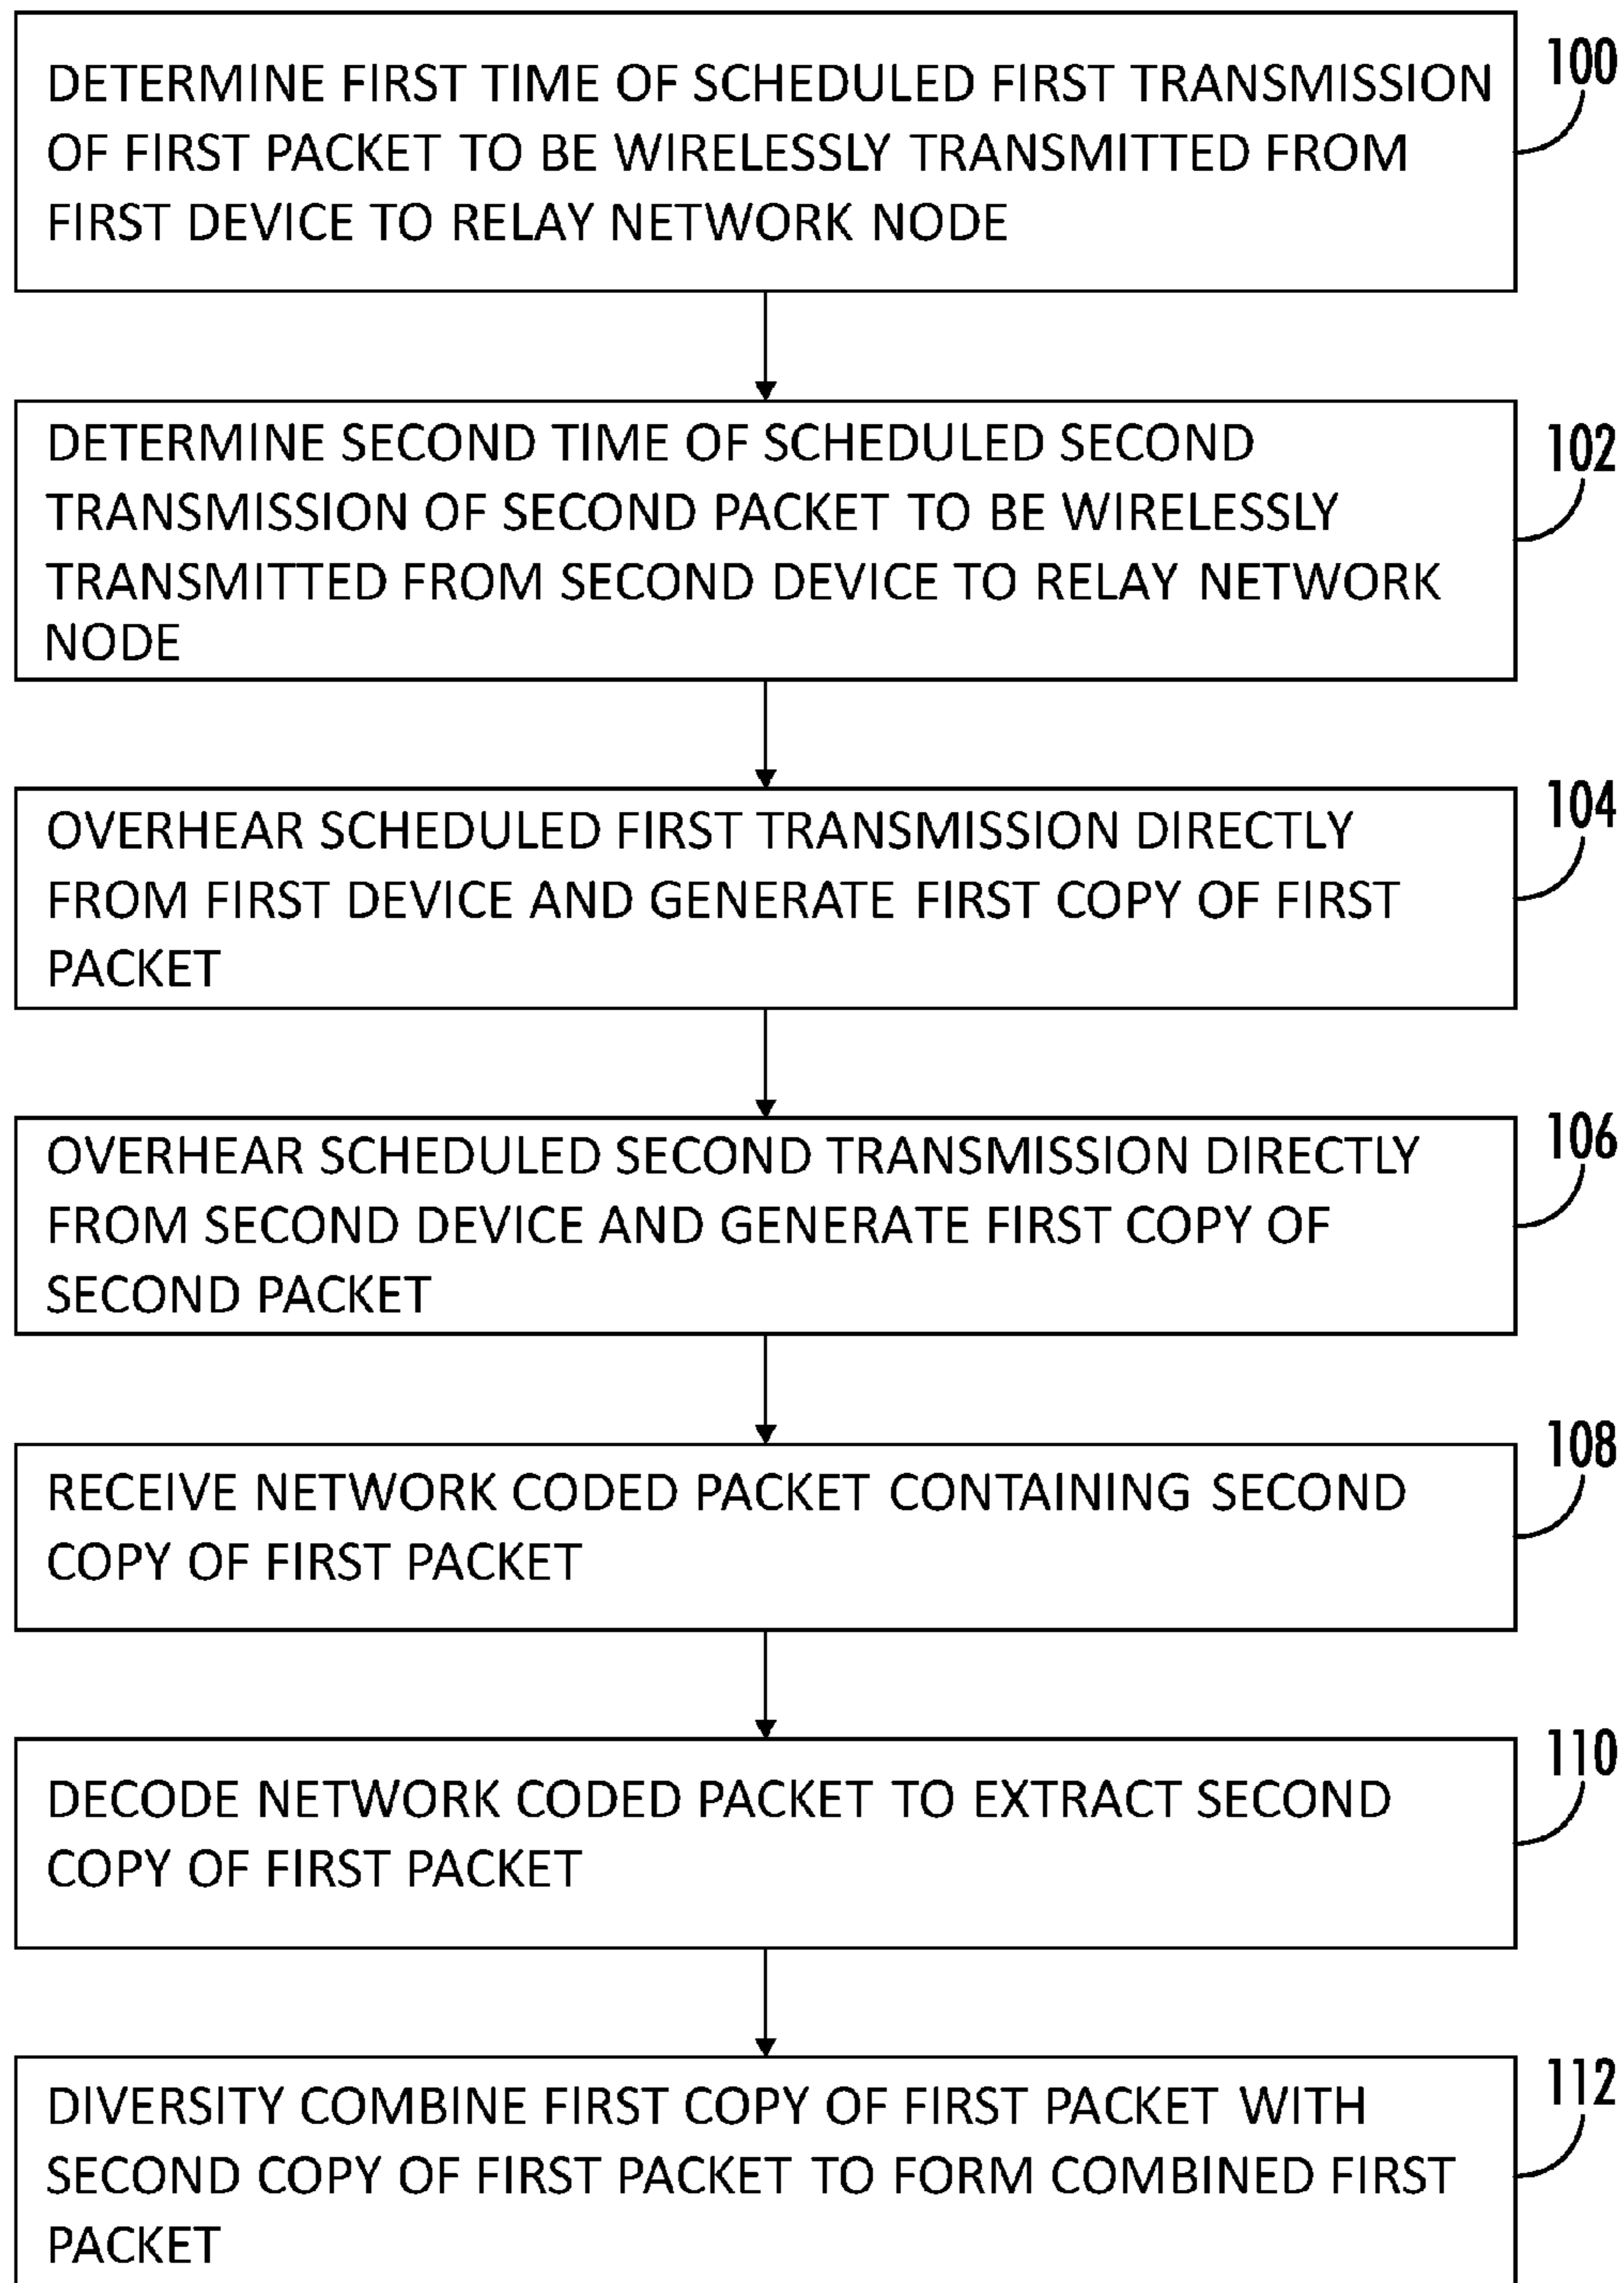 DETERMINE FIRST TIME OF SCHEDULED FIRST TRANSMISSION
OF FIRST PACKET TO BE WIRELESSLY TRANSMITTED FROM
FIRST DEVICE TO RELAY NETWORK NODE
100
DETERMINE SECOND TIME OF SCHEDULED SECOND
TRANSMISSION OF SECOND PACKET TO BE WIRELESSLY
TRANSMITTED FROM SECOND DEVICE TO RELAY NETWORK
NODE
102
OVERHEAR SCHEDULED FIRST TRANSMISSION DIRECTLY
FROM FIRST DEVICE AND GENERATE FIRST COPY OF FIRST
PACKET
104
OVERHEAR SCHEDULED SECOND TRANSMISSION DIRECTLY
FROM SECOND DEVICE AND GENERATE FIRST COPY OF
SECOND PACKET
106
RECEIVE NETWORK CODED PACKET CONTAINING SECOND
COPY OF FIRST PACKET
108
DECODE NETWORK CODED PACKET TO EXTRACT SECOND
COPY OF FIRST PACKET
110
DIVERSITY COMBINE FIRST COPY OF FIRST PACKET WITH
SECOND COPY OF FIRST PACKET TO FORM COMBINED FIRST
PACKET
112